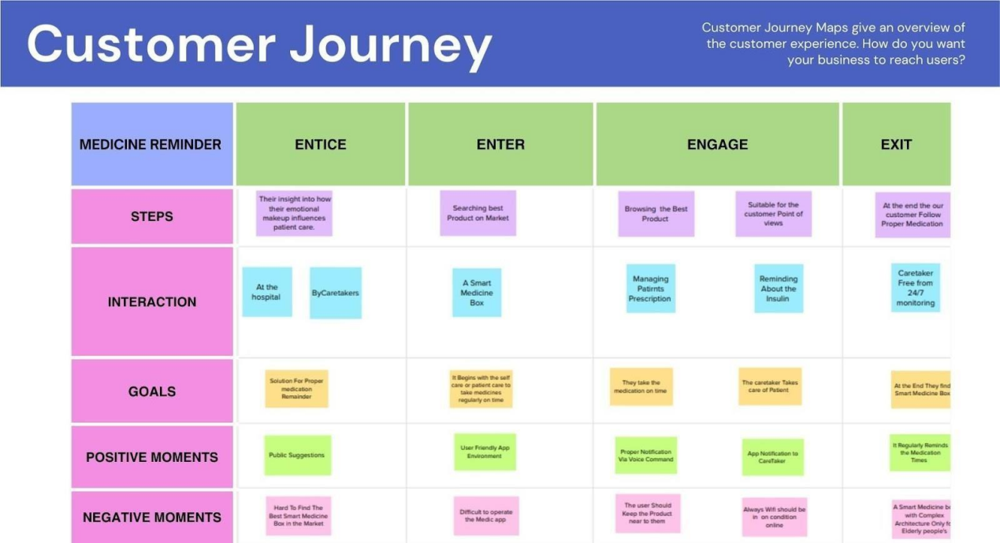 Customer Journey
Customer Journey Maps give an overview of
the customer experience. How do you want
your business to reach users?
MEDICINE REMINDER
ENTICE
ENTER
ENGAGE
EXIT
STEPS
Their insight into how
their emotional
makeup influences
patient care.
Searching best
Product on Market
Browsing the Best
Product
Suitable for the
customer Point of
views
At the end the our
customer Follow
Proper Medication
INTERACTION
At the
hospital
ByCaretakers
A Smart
Medicine
Box
Managing
Patirnts
Prescription
Reminding
About the
Insulin
Caretaker
Free from
24/7
monitoring
GOALS
Solution For Proper
medication
Remainder
It Begins with the self
care or patient care to
take medicines
regularly on time
They take the
medication on time
The caretaker Takes
care of Patient
At the End They find
Smart Medicine Box
POSITIVE MOMENTS
Public Suggestions
User Friendly App
Environment
Proper Notification
Via Voice Command
App Notification to
CareTaker
It Regularly Reminds
the Medication
Times
NEGATIVE MOMENTS
Hard To Find The
Best Smart Medicine
Box in the Market
Difficult to operate
the Medic app
The user Should
Keep the Product
near to them
Always Wifi should be
in on condition
online
A Smart Medicine
with Complex
Architecture Only
Elderly people's